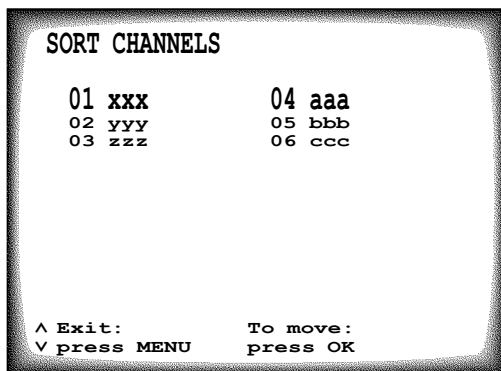 SORT CHANNELS
01 xxx 04 aaa
02 yyy 05 bbb
03 zzz 06 ccc
∧ Exit: To move:
∨ press MENU press OK